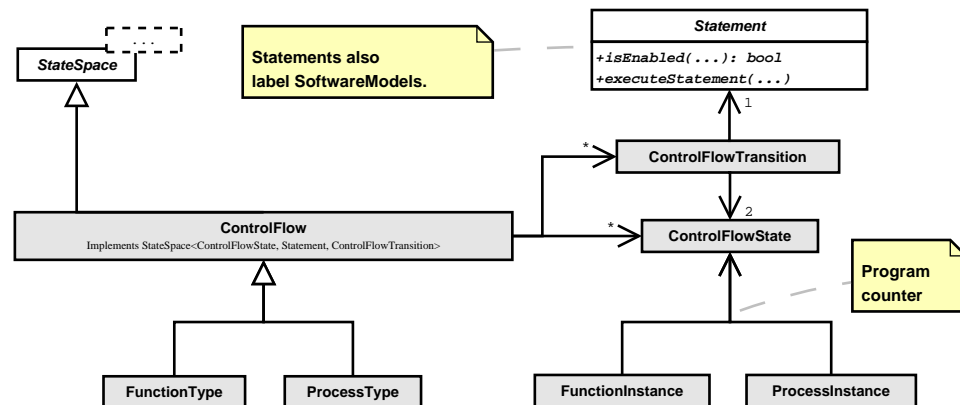 ...
StateSpace
Statements also
label SoftwareModels.
Statement
+isEnabled(...): bool
+executeStatement(...)
1
*
ControlFlowTransition
2
ControlFlow
Implements StateSpace<ControlFlowState, Statement, ControlFlowTransition>
*
ControlFlowState
Program
counter
FunctionType
ProcessType
FunctionInstance
ProcessInstance